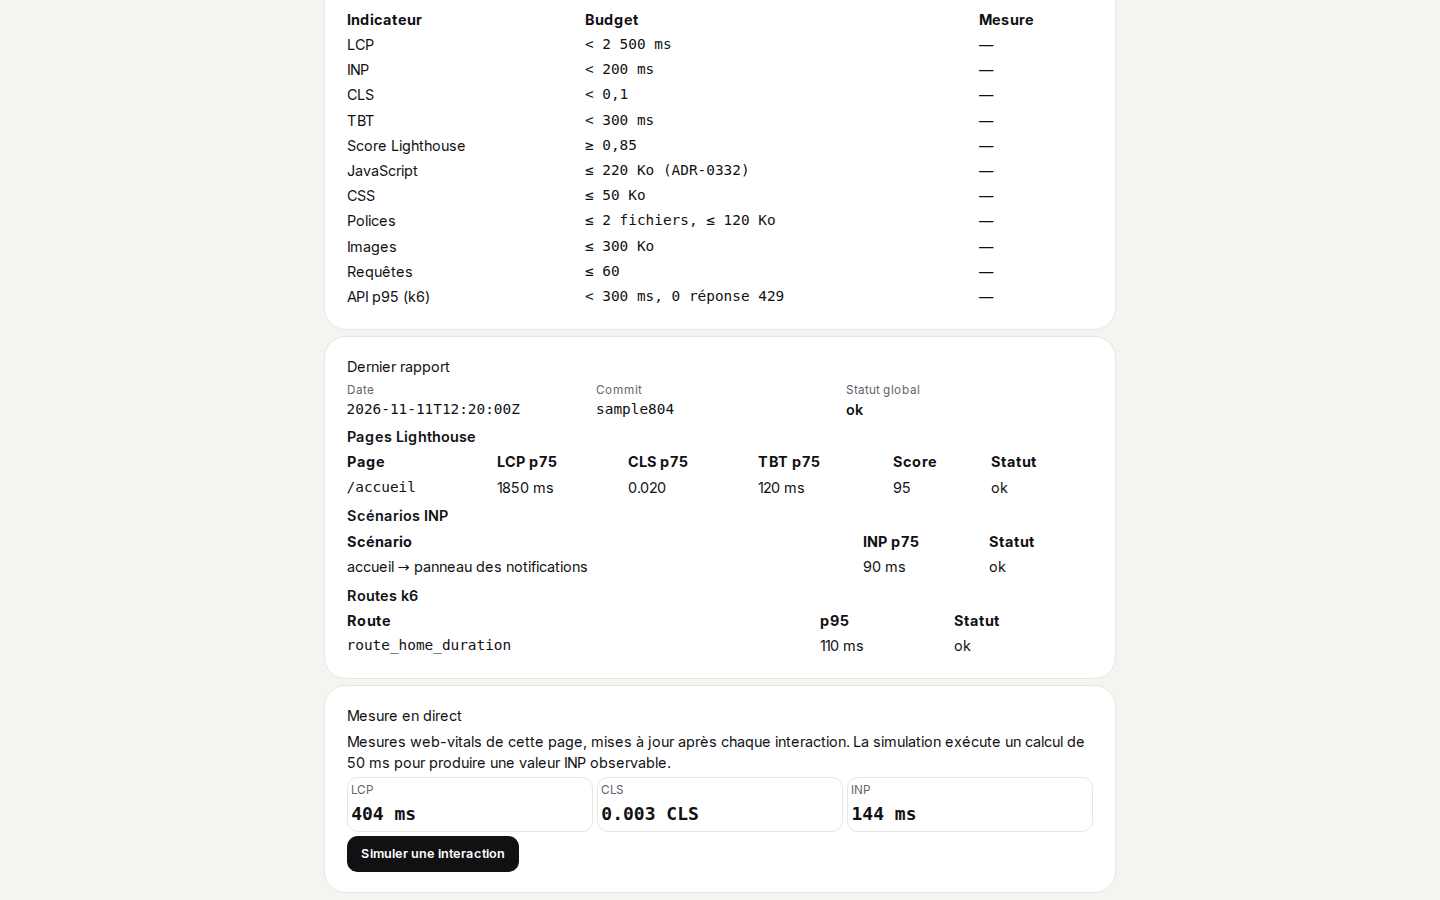 Indicateur Budget Mesure
LCP < 2 500 ms —
INP < 200 ms —
CLS < 0,1 —
TBT < 300 ms —
Score Lighthouse ≥ 0,85 —
JavaScript ≤ 220 Ko (ADR-0332) —
CSS ≤ 50 Ko —
Polices ≤ 2 fichiers, ≤ 120 Ko —
Images ≤ 300 Ko —
Requêtes ≤ 60 —
API p95 (k6) < 300 ms, 0 réponse 429 —
Dernier rapport
Date Commit Statut global
2026-11-11T12:20:00Z sample804 ok
Pages Lighthouse
Page LCP p75 CLS p75 TBT p75 Score Statut
/accueil 1850 ms 0.020 120 ms 95 ok
Scénarios INP
Scénario INP p75 Statut
accueil → panneau des notifications 90 ms ok
Routes k6
Route p95 Statut
route_home_duration 110 ms ok
Mesure en direct
Mesures web-vitals de cette page, mises à jour après chaque interaction. La simulation exécute un calcul de
50 ms pour produire une valeur INP observable.
LCP CLS INP
404 ms 0.003 CLS 144 ms
Simuler une interaction